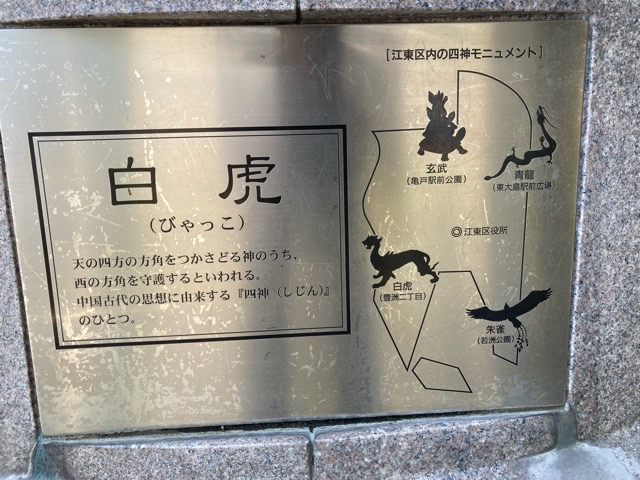 [江東区内の四神モニュメント]
白虎
(びゃっこ)
天の四方の方角をつかさどる神のうち、
西の方角を守護するといわれる。
中国古代の思想に由来する『四神(しじん)』
のひとつ。
玄武
(亀戸駅前公園)
青龍
(東大島駅前広場)
◎江東区役所
白虎
(豊洲二丁目)
朱雀
(若洲公園)